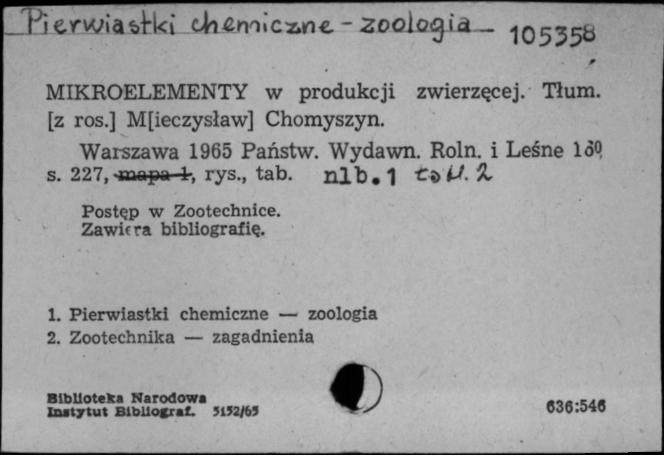 Pierwiastki chemiczne - zoologia 105358
MIKROELEMENTY w produkcji zwierzęcej. Tłum.
[z ros.] M[ieczysław] Chomyszyn.
Warszawa 1965 Państw. Wydawn. Roln. i Leśne
s. 227, mapa 1, rys., tab. nlb. 1 tabl. 2
Postęp w Zootechnice.
Zawiera bibliografię.
1. Pierwiastki chemiczne — zoologia
2. Zootechnika — zagadnienia
Biblioteka Narodowa
Instytut Bibliograf. 5152/65 636:546